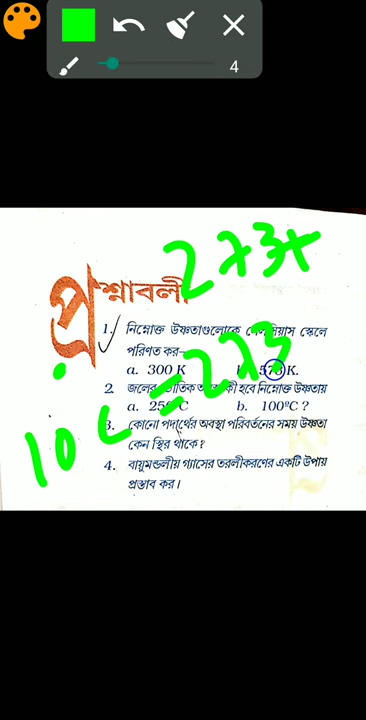 4
273+
প্রশ্নাবলী
1. নিম্নোক্ত উষ্ণতাগুলোকে স্কেলে
পরিণত কর—
a. 300 K 573 K.
273
2. জলের কী হবে নিম্নোক্ত উষ্ণতায়
a. 25°C b. 100°C ?
10 c = 273
3. কোনো পদার্থের অবস্থা পরিবর্তনের সময় উষ্ণতা
কেন স্থির থাকে?
4. বায়ুমণ্ডলীয় গ্যাসের তরলীকরণের একটি উপায়
প্রস্তাব কর।